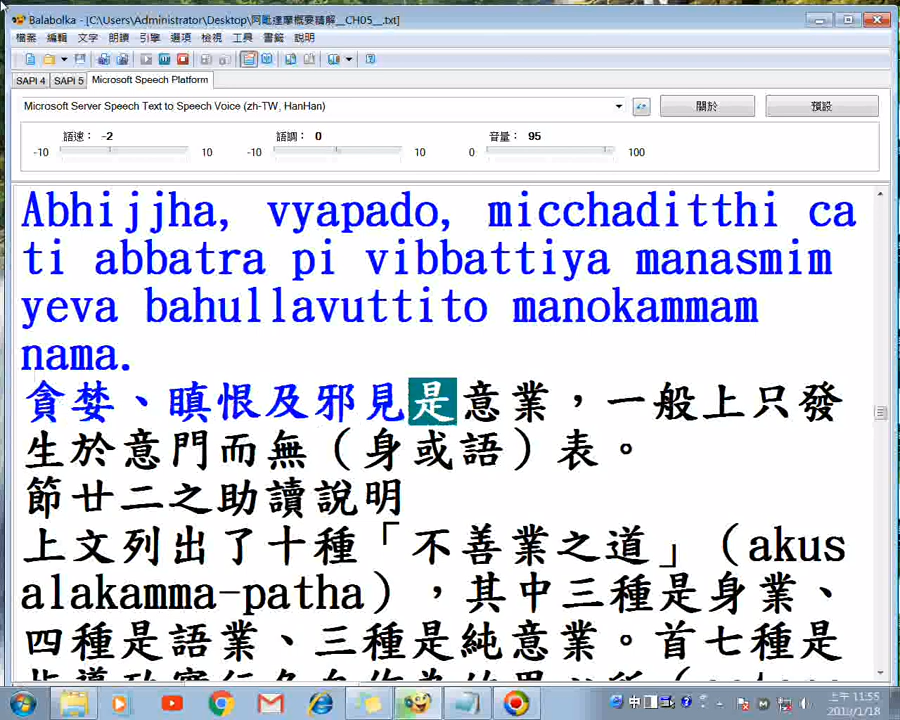 Balabolka - [C:\Users\Administrator\Desktop\阿毗達摩概要精解__CH05__.txt]
檔案 編輯 文字 朗讀 引擎 選項 檢視 工具 書籤 說明
SAPI 4 SAPI 5 Microsoft Speech Platform
Microsoft Server Speech Text to Speech Voice (zh-TW, HanHan) 關於 預設
語速： -2 語調： 0 音量： 95
-10 10 -10 10 0 100
Abhijjha, vyapado, micchaditthi ca
ti abbatra pi vibbattiya manasmim
yeva bahullavuttito manokammam
nama.
貪婪、瞋恨及邪見是意業，一般上只發
生於意門而無（身或語）表。
節廿二之助讀說明
上文列出了十種「不善業之道」（akus
alakamma-patha），其中三種是身業、
四種是語業、三種是純意業。首七種是
中
上午 11:55